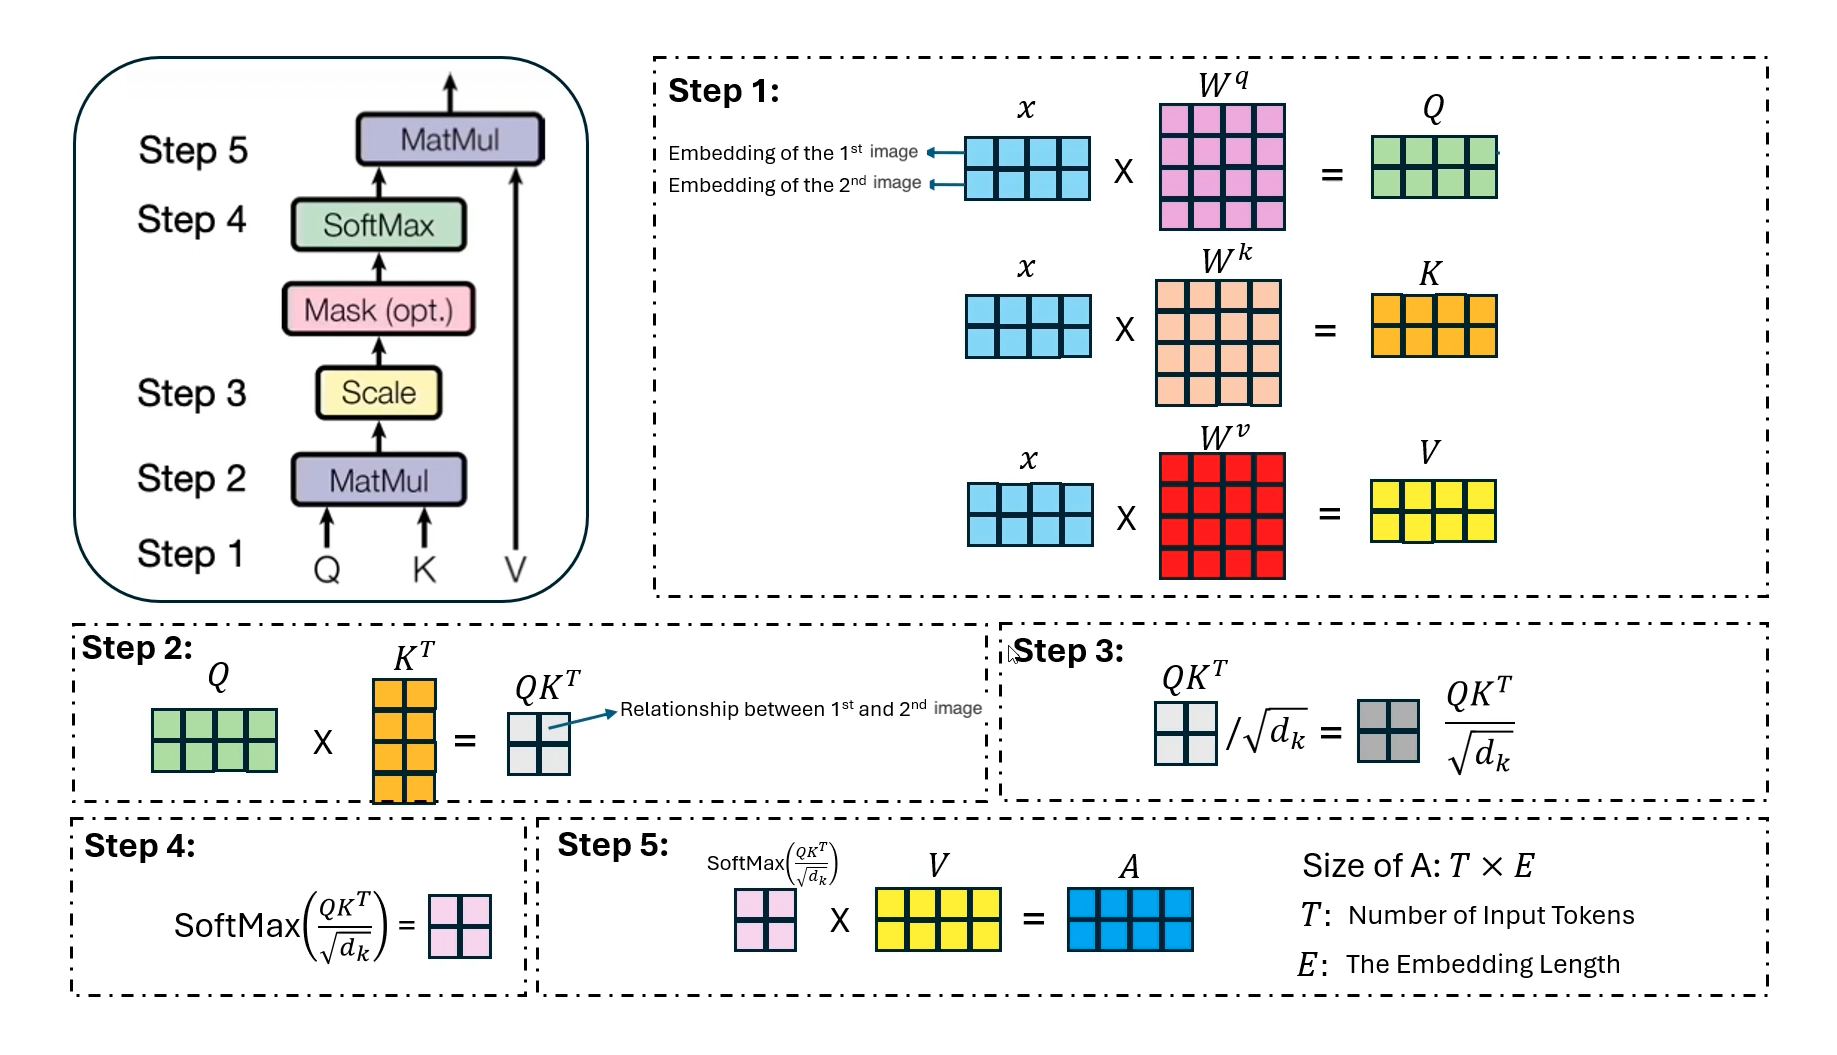 Step 5
MatMul
Step 4
SoftMax
Mask (opt.)
Step 3
Scale
Step 2
MatMul
Step 1
Q K V
Step 1:
x W^q Q
Embedding of the 1st image
Embedding of the 2nd image
X =
x W^k K
X =
x W^v V
X =
Step 2:
Q K^T QK^T
X =
Relationship between 1st and 2nd image
Step 3:
QK^T / √d_k = QK^T / √d_k
Step 4:
SoftMax(QK^T / √d_k) =
Step 5:
SoftMax(QK^T / √d_k) V A
X =
Size of A: T × E
T: Number of Input Tokens
E: The Embedding Length